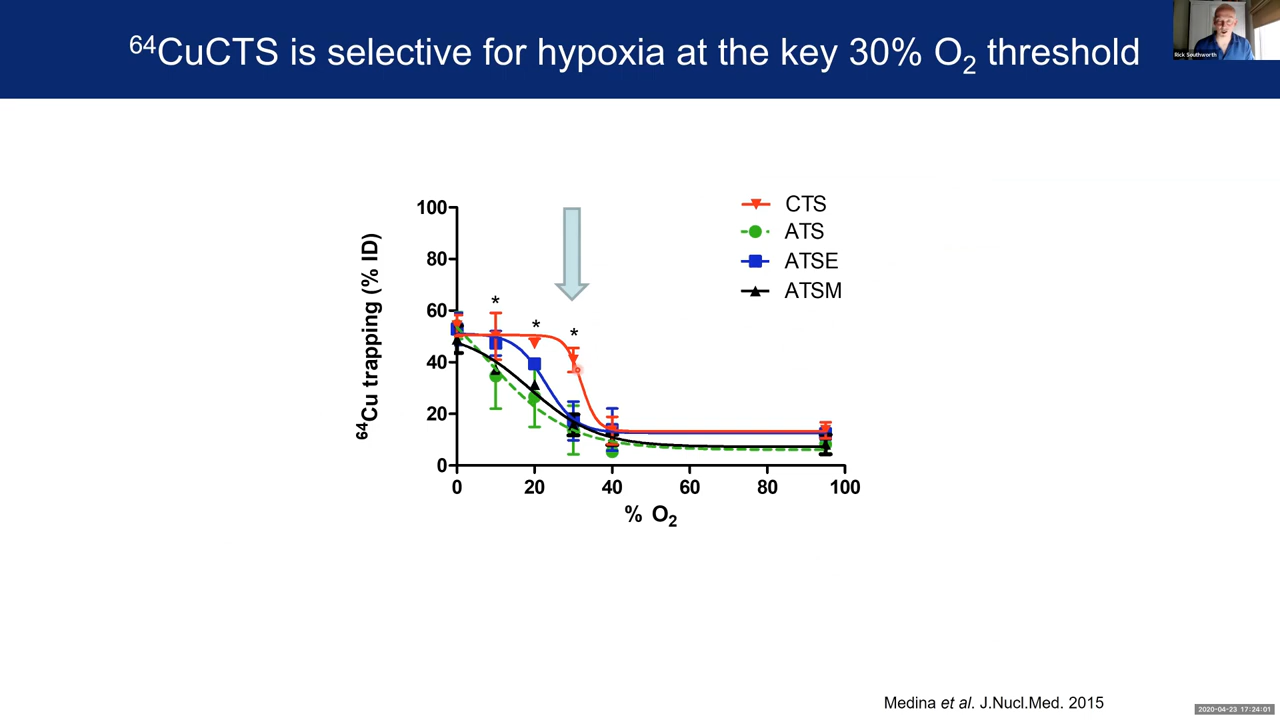 ⁶⁴CuCTS is selective for hypoxia at the key 30% O₂ threshold
Rick Southworth
CTS
ATS
ATSE
ATSM
100
80
60
40
20
0
⁶⁴Cu trapping (% ID)
*
*
*
0 20 40 60 80 100
% O₂
Medina et al. J.Nucl.Med. 2015
2020-04-23 17:24:01